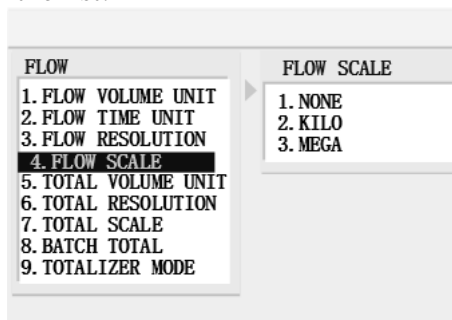 FLOW
1. FLOW VOLUME UNIT
2. FLOW TIME UNIT
3. FLOW RESOLUTION
4. FLOW SCALE
5. TOTAL VOLUME UNIT
6. TOTAL RESOLUTION
7. TOTAL SCALE
8. BATCH TOTAL
9. TOTALIZER MODE
FLOW SCALE
1. NONE
2. KILO
3. MEGA